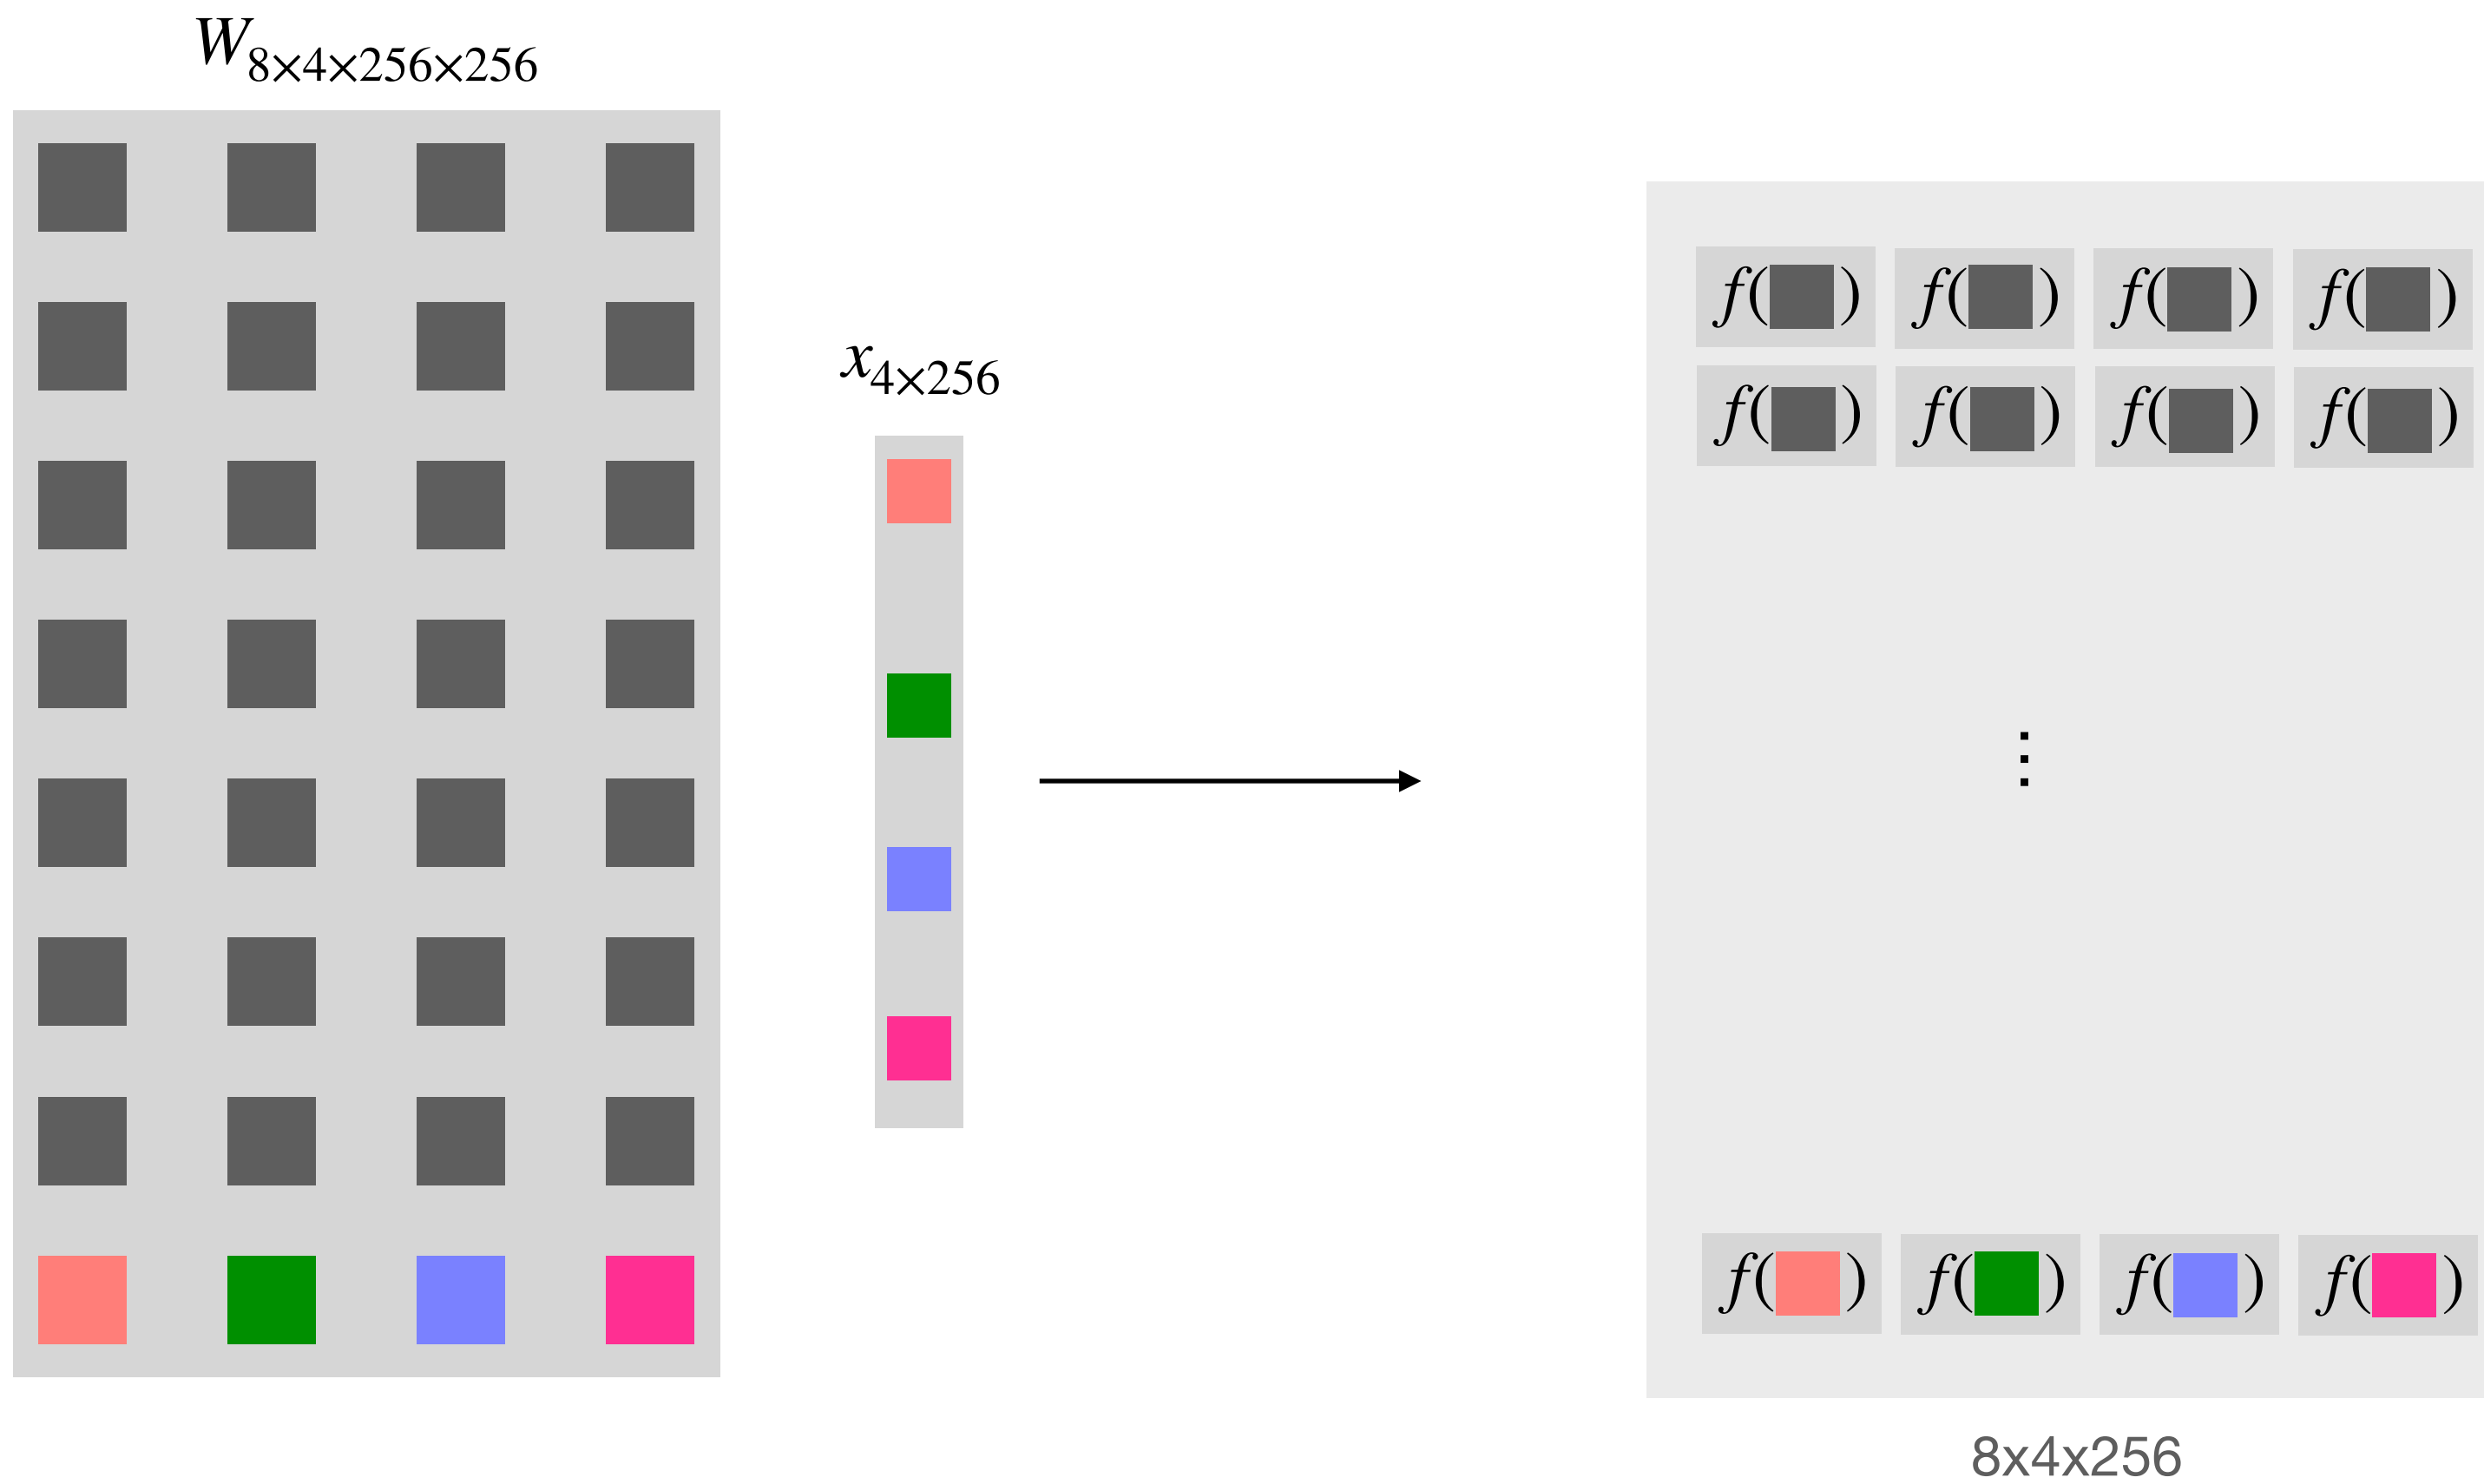 W8×4×256×256
x4×256
f( ) f( ) f( ) f( )
f( ) f( ) f( ) f( )
⋮
f( ) f( ) f( ) f( )
8x4x256